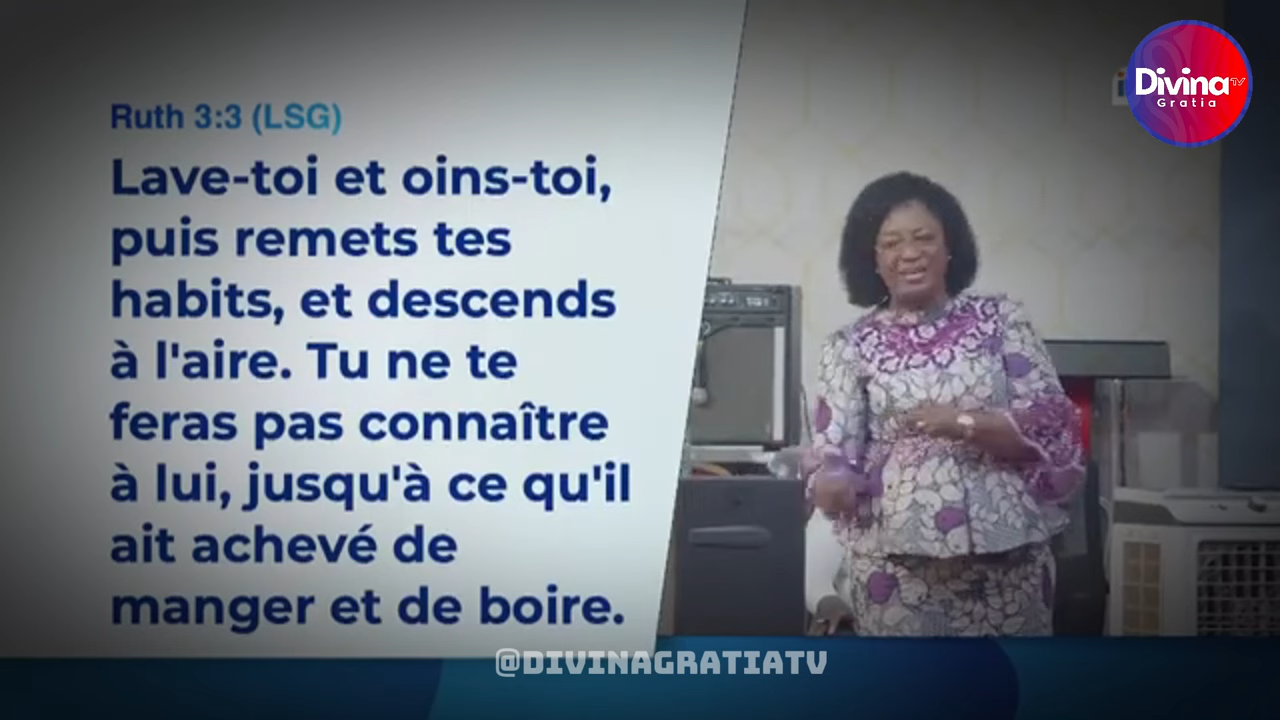 Ruth 3:3 (LSG)
Lave-toi et oins-toi,
puis remets tes
habits, et descends
à l'aire. Tu ne te
feras pas connaître
à lui, jusqu'à ce qu'il
ait achevé de
manger et de boire.
Divina TV
Gratia
@DIVINAGRATIATV